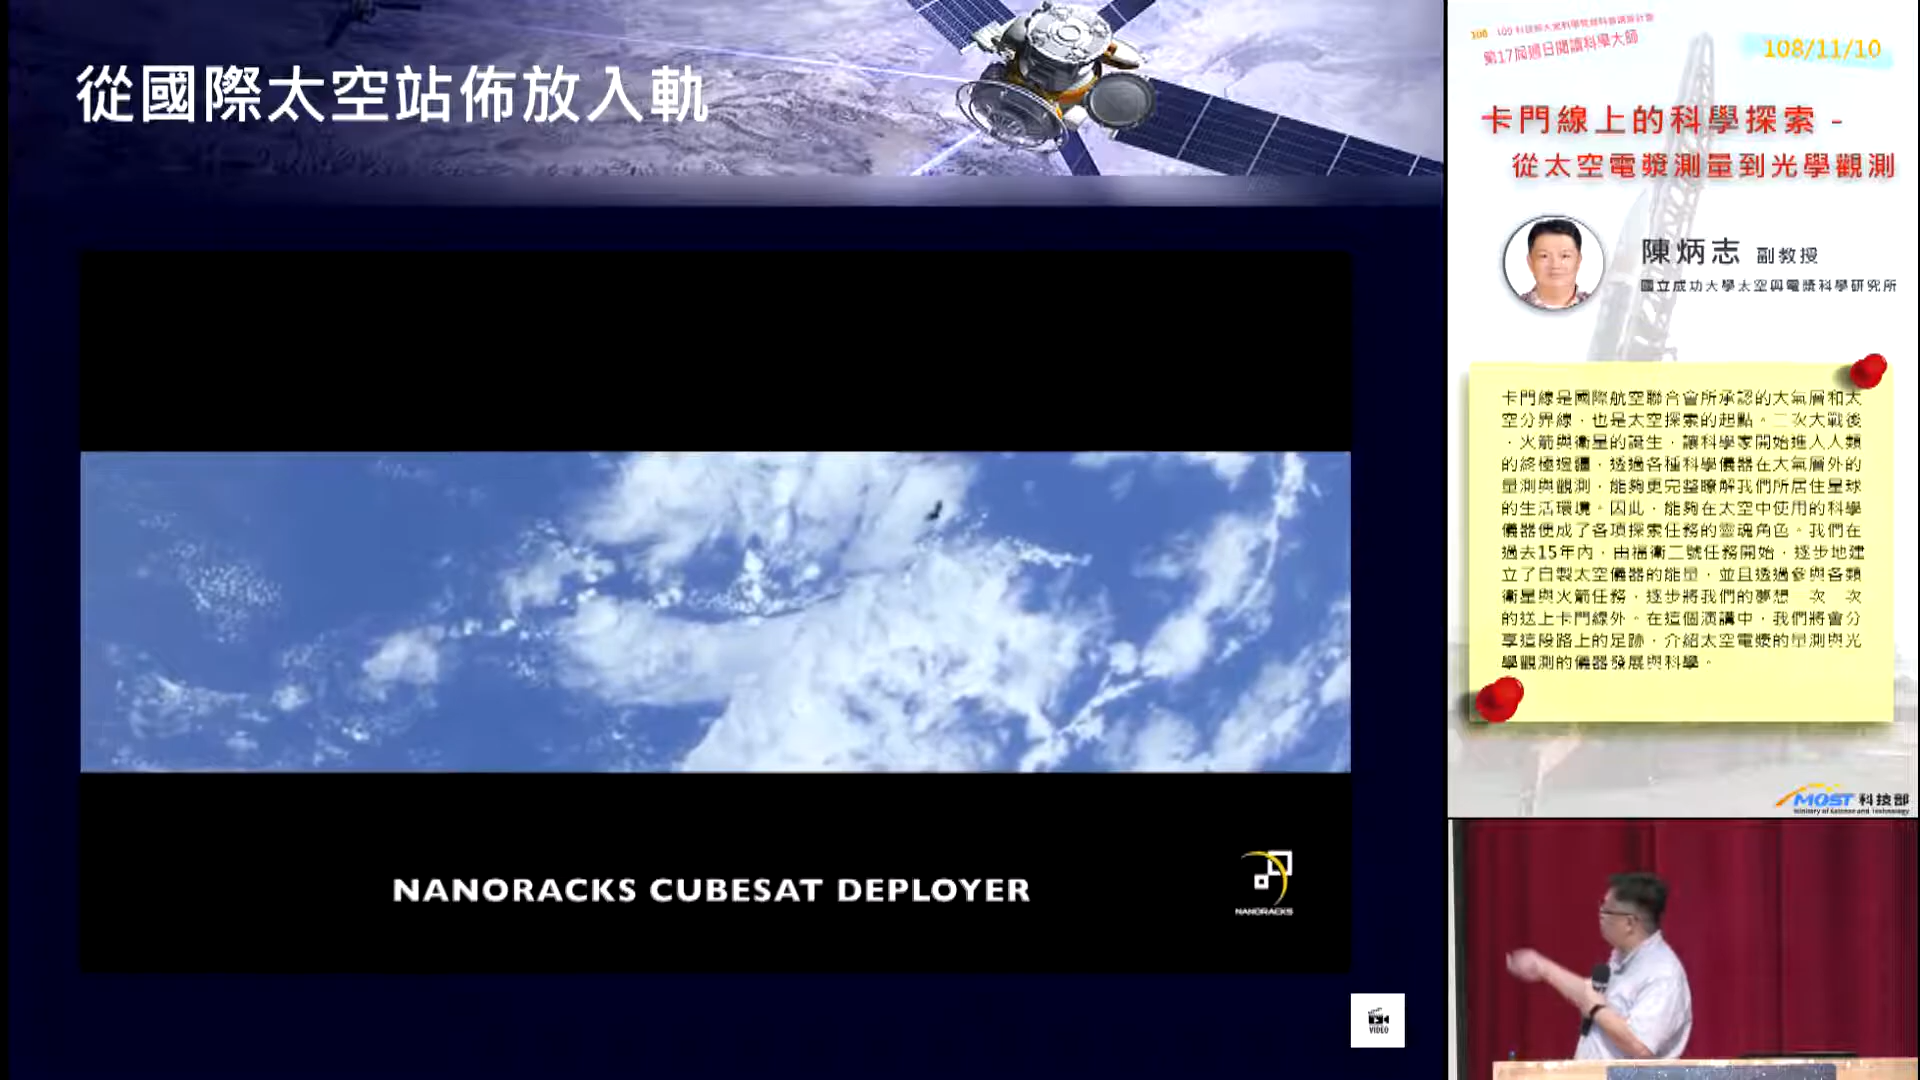 從國際太空站佈放入軌
NANORACKS CUBESAT DEPLOYER
NANORACKS
VIDEO
第17屆週日閱讀科學大師
108/11/10
卡門線上的科學探索 -
從太空電漿測量到光學觀測
陳炳志 副教授
國立成功大學太空與電漿科學研究所
卡門線是國際航空聯合會所承認的大氣層和太
空分界線，也是太空探索的起點。二次大戰後
，火箭與衛星的誕生，讓科學家開始進入人類
的終極邊疆，透過各種科學儀器在大氣層外的
量測與觀測，能夠更完整瞭解我們所居住星球
的生活環境。因此，能夠在太空中使用的科學
儀器便成了各項探索任務的靈魂角色。我們在
過去15年內，由福衛二號任務開始，逐步地建
立了自製太空儀器的能量，並且透過參與各類
衛星與火箭任務，逐步將我們的夢想一次一次
的送上卡門線外。在這個演講中，我們將會分
享這段路上的足跡，介紹太空電漿的量測與光
學觀測的儀器發展與科學。
MOST 科技部
Ministry of Science and Technology